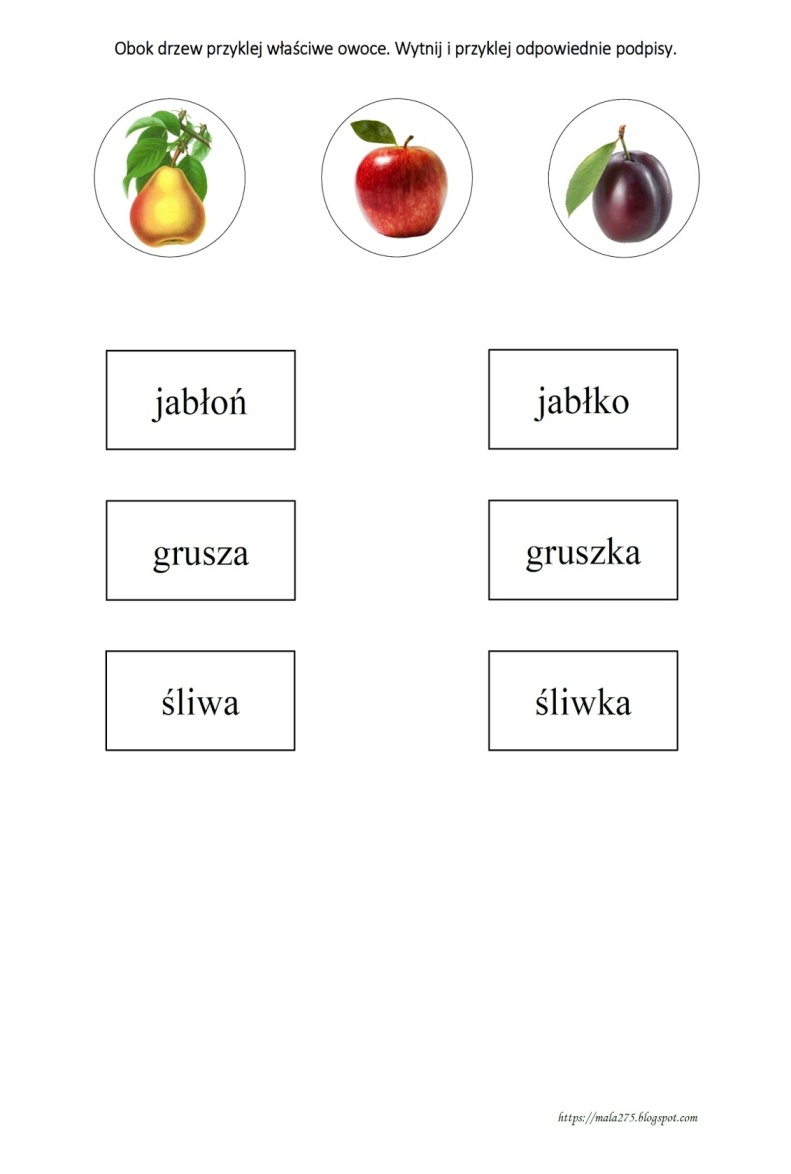 Obok drzew przyklej właściwe owoce. Wytnij i przyklej odpowiednie podpisy.
jabłoń
jabłko
grusza
gruszka
śliwa
śliwka
https://mala275.blogspot.com